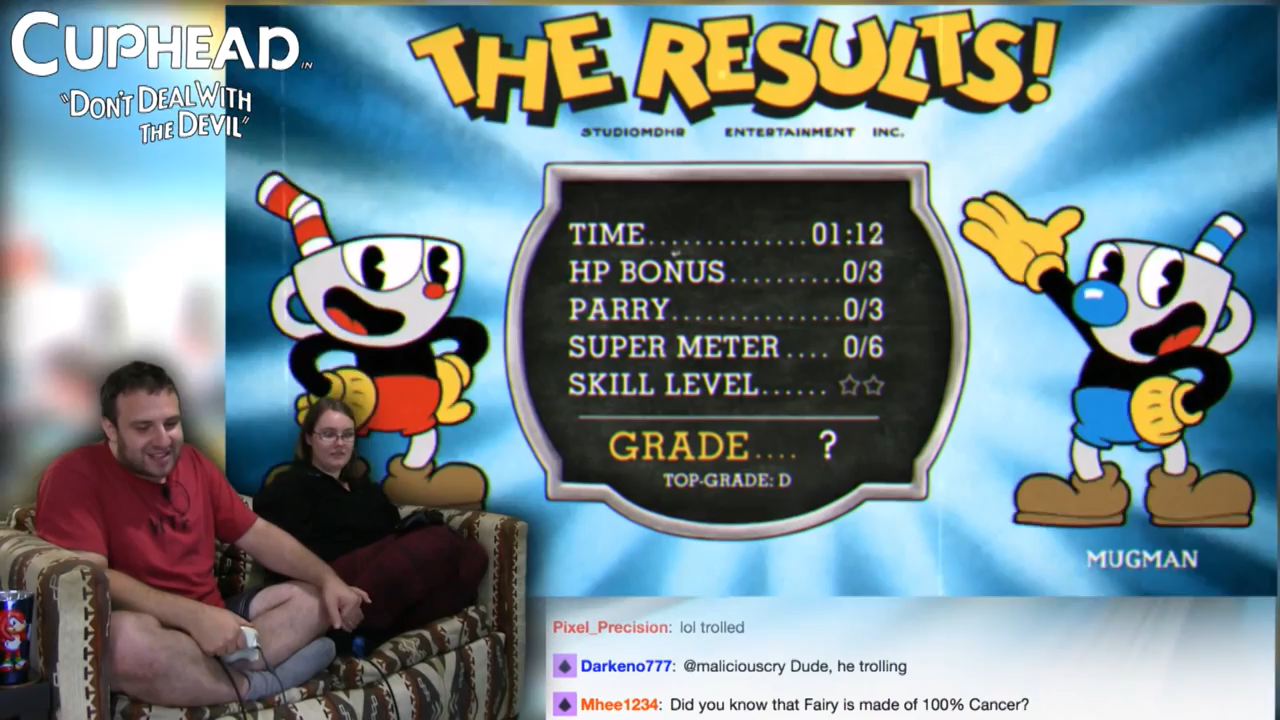 CUPHEAD IN
"DON'T DEAL WITH
THE DEVIL"
THE RESULTS!
STUDIOMDHR ENTERTAINMENT INC.
TIME.............. 01:12
HP BONUS.......... 0/3
PARRY.............. 0/3
SUPER METER.... 0/6
SKILL LEVEL...... ☆☆
GRADE.... ?
TOP-GRADE: D
MUGMAN
Pixel_Precision: lol trolled
Darkeno777: @maliciouscry Dude, he trolling
Mhee1234: Did you know that Fairy is made of 100% Cancer?